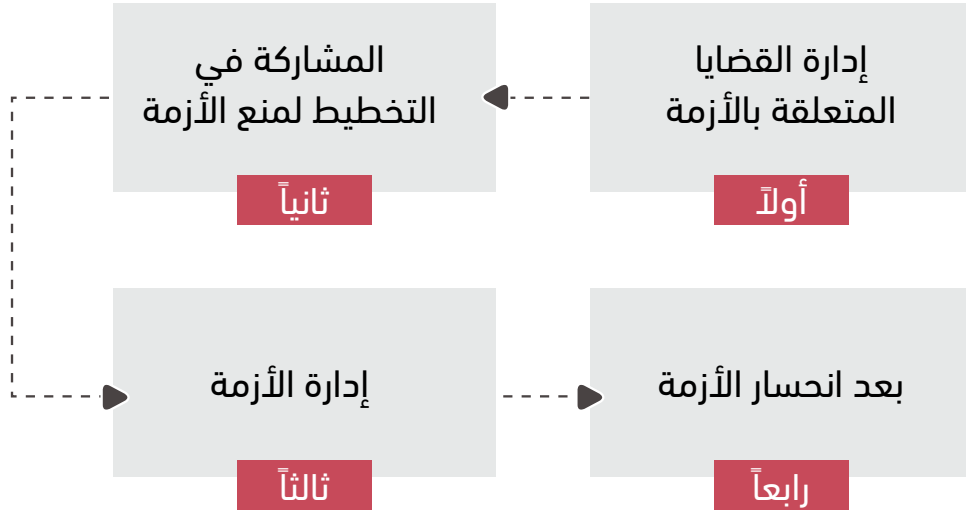 إدارة القضايا
المتعلقة بالأزمة
أولاً
المشاركة في
التخطيط لمنع الأزمة
ثانياً
إدارة الأزمة
ثالثاً
بعد انحسار الأزمة
رابعاً